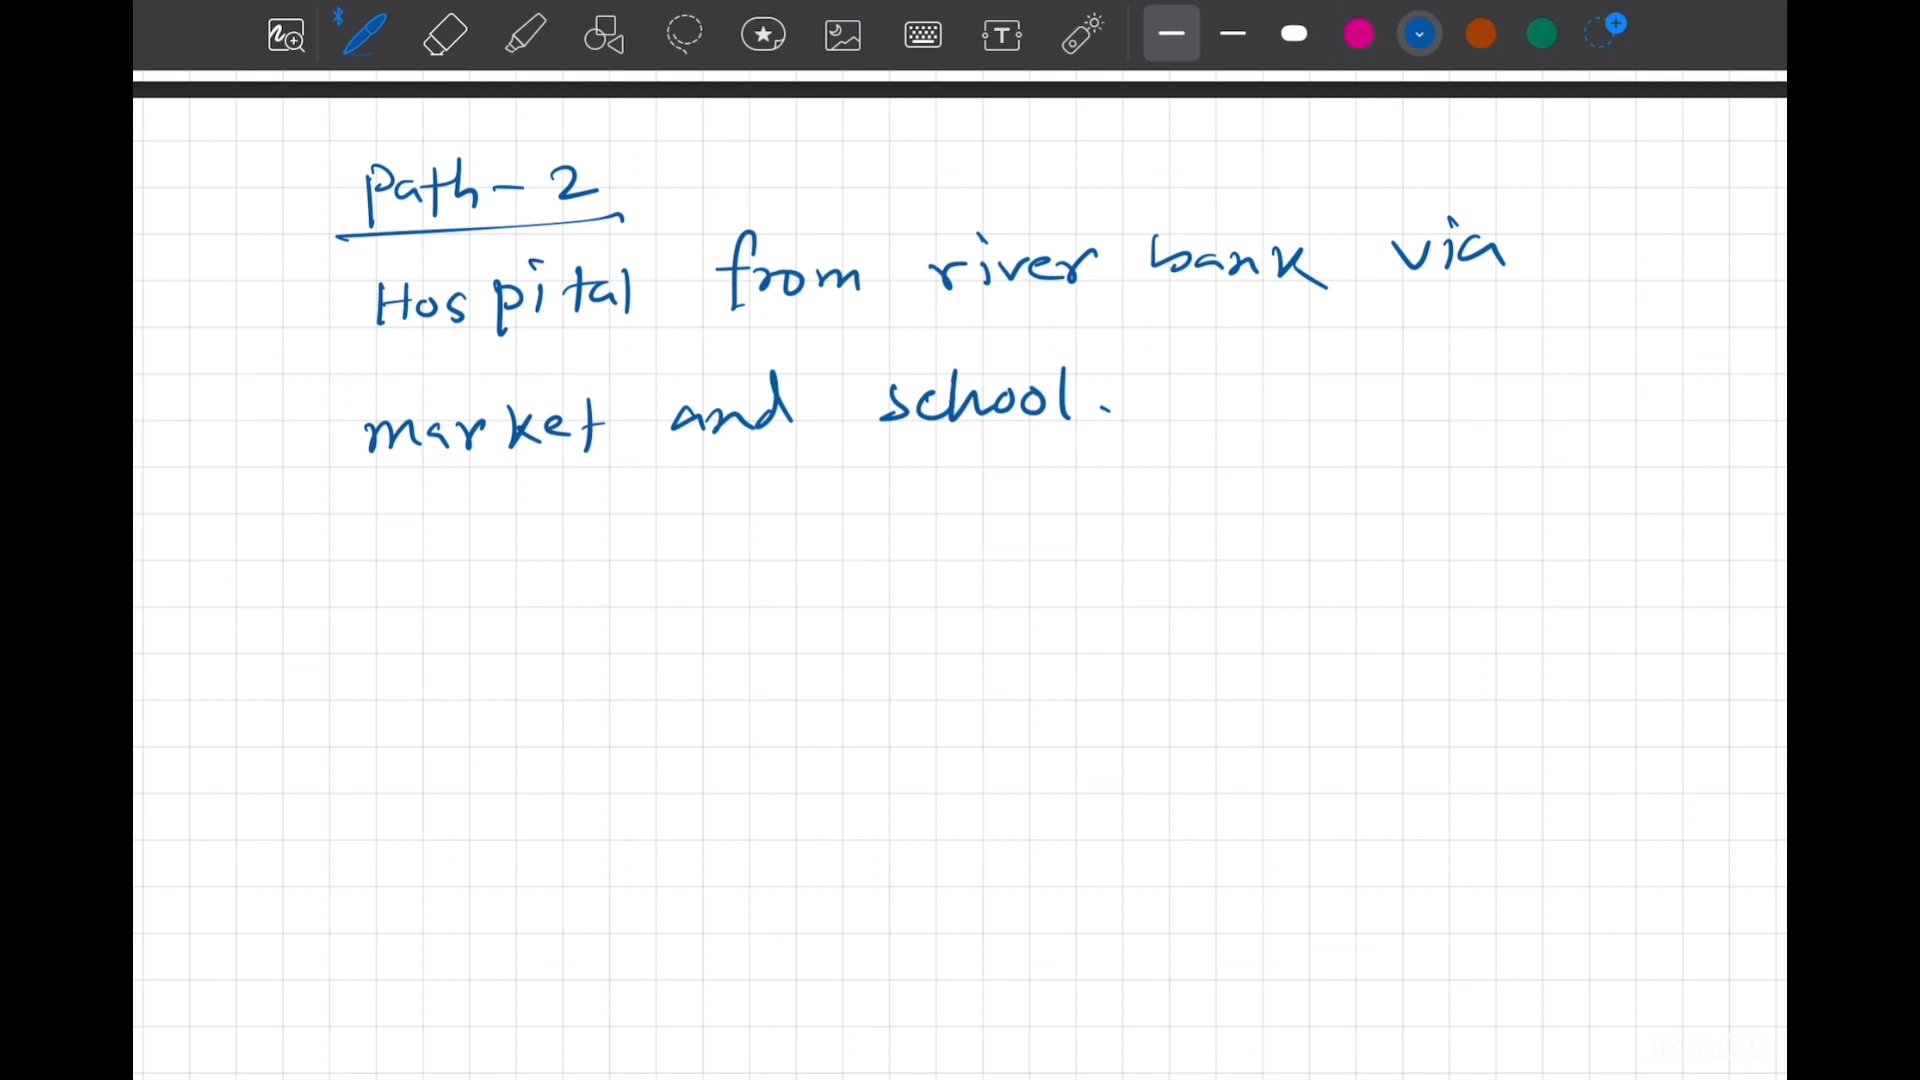 Path - 2
Hospital from river bank via
market and school.